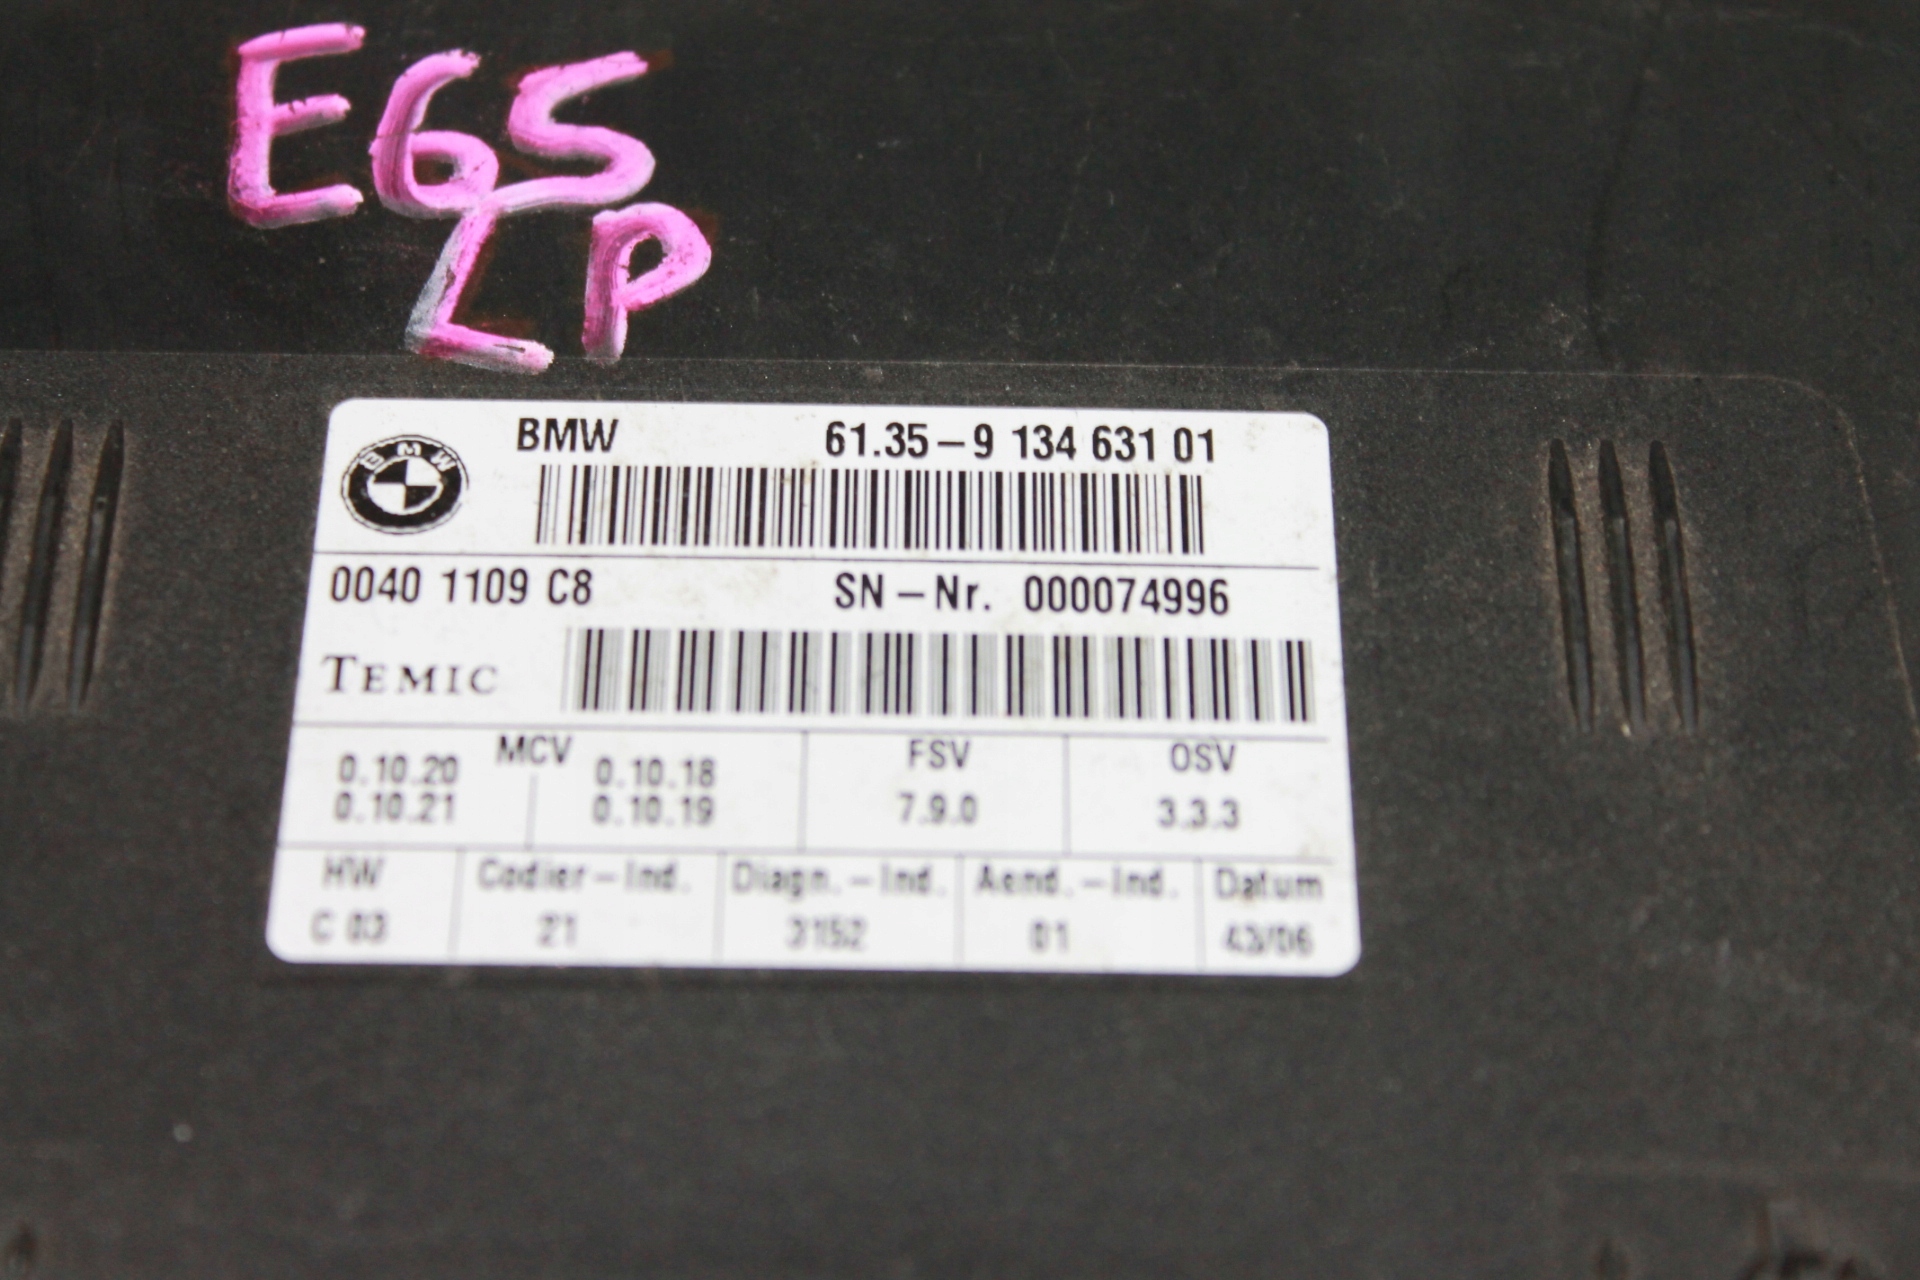 E65
LP
BMW 61.35-9 134 631 01
BMW
0040 1109 C8 SN-Nr. 000074996
TEMIC
MCV FSV OSV
0.10.20 0.10.18
0.10.21 0.10.19 7.9.0 3.3.3
HW Codier-Ind. Diagn.-Ind. Aend.-Ind. Datum
C 03 21 3152 01 43/06